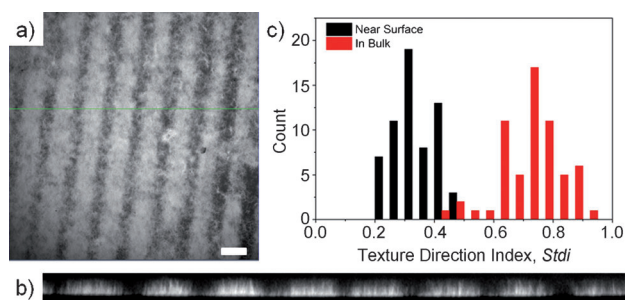 a)
c)
Near Surface
In Bulk
20
15
10
5
0
Count
0.0 0.2 0.4 0.6 0.8 1.0
Texture Direction Index, Stdi
b)